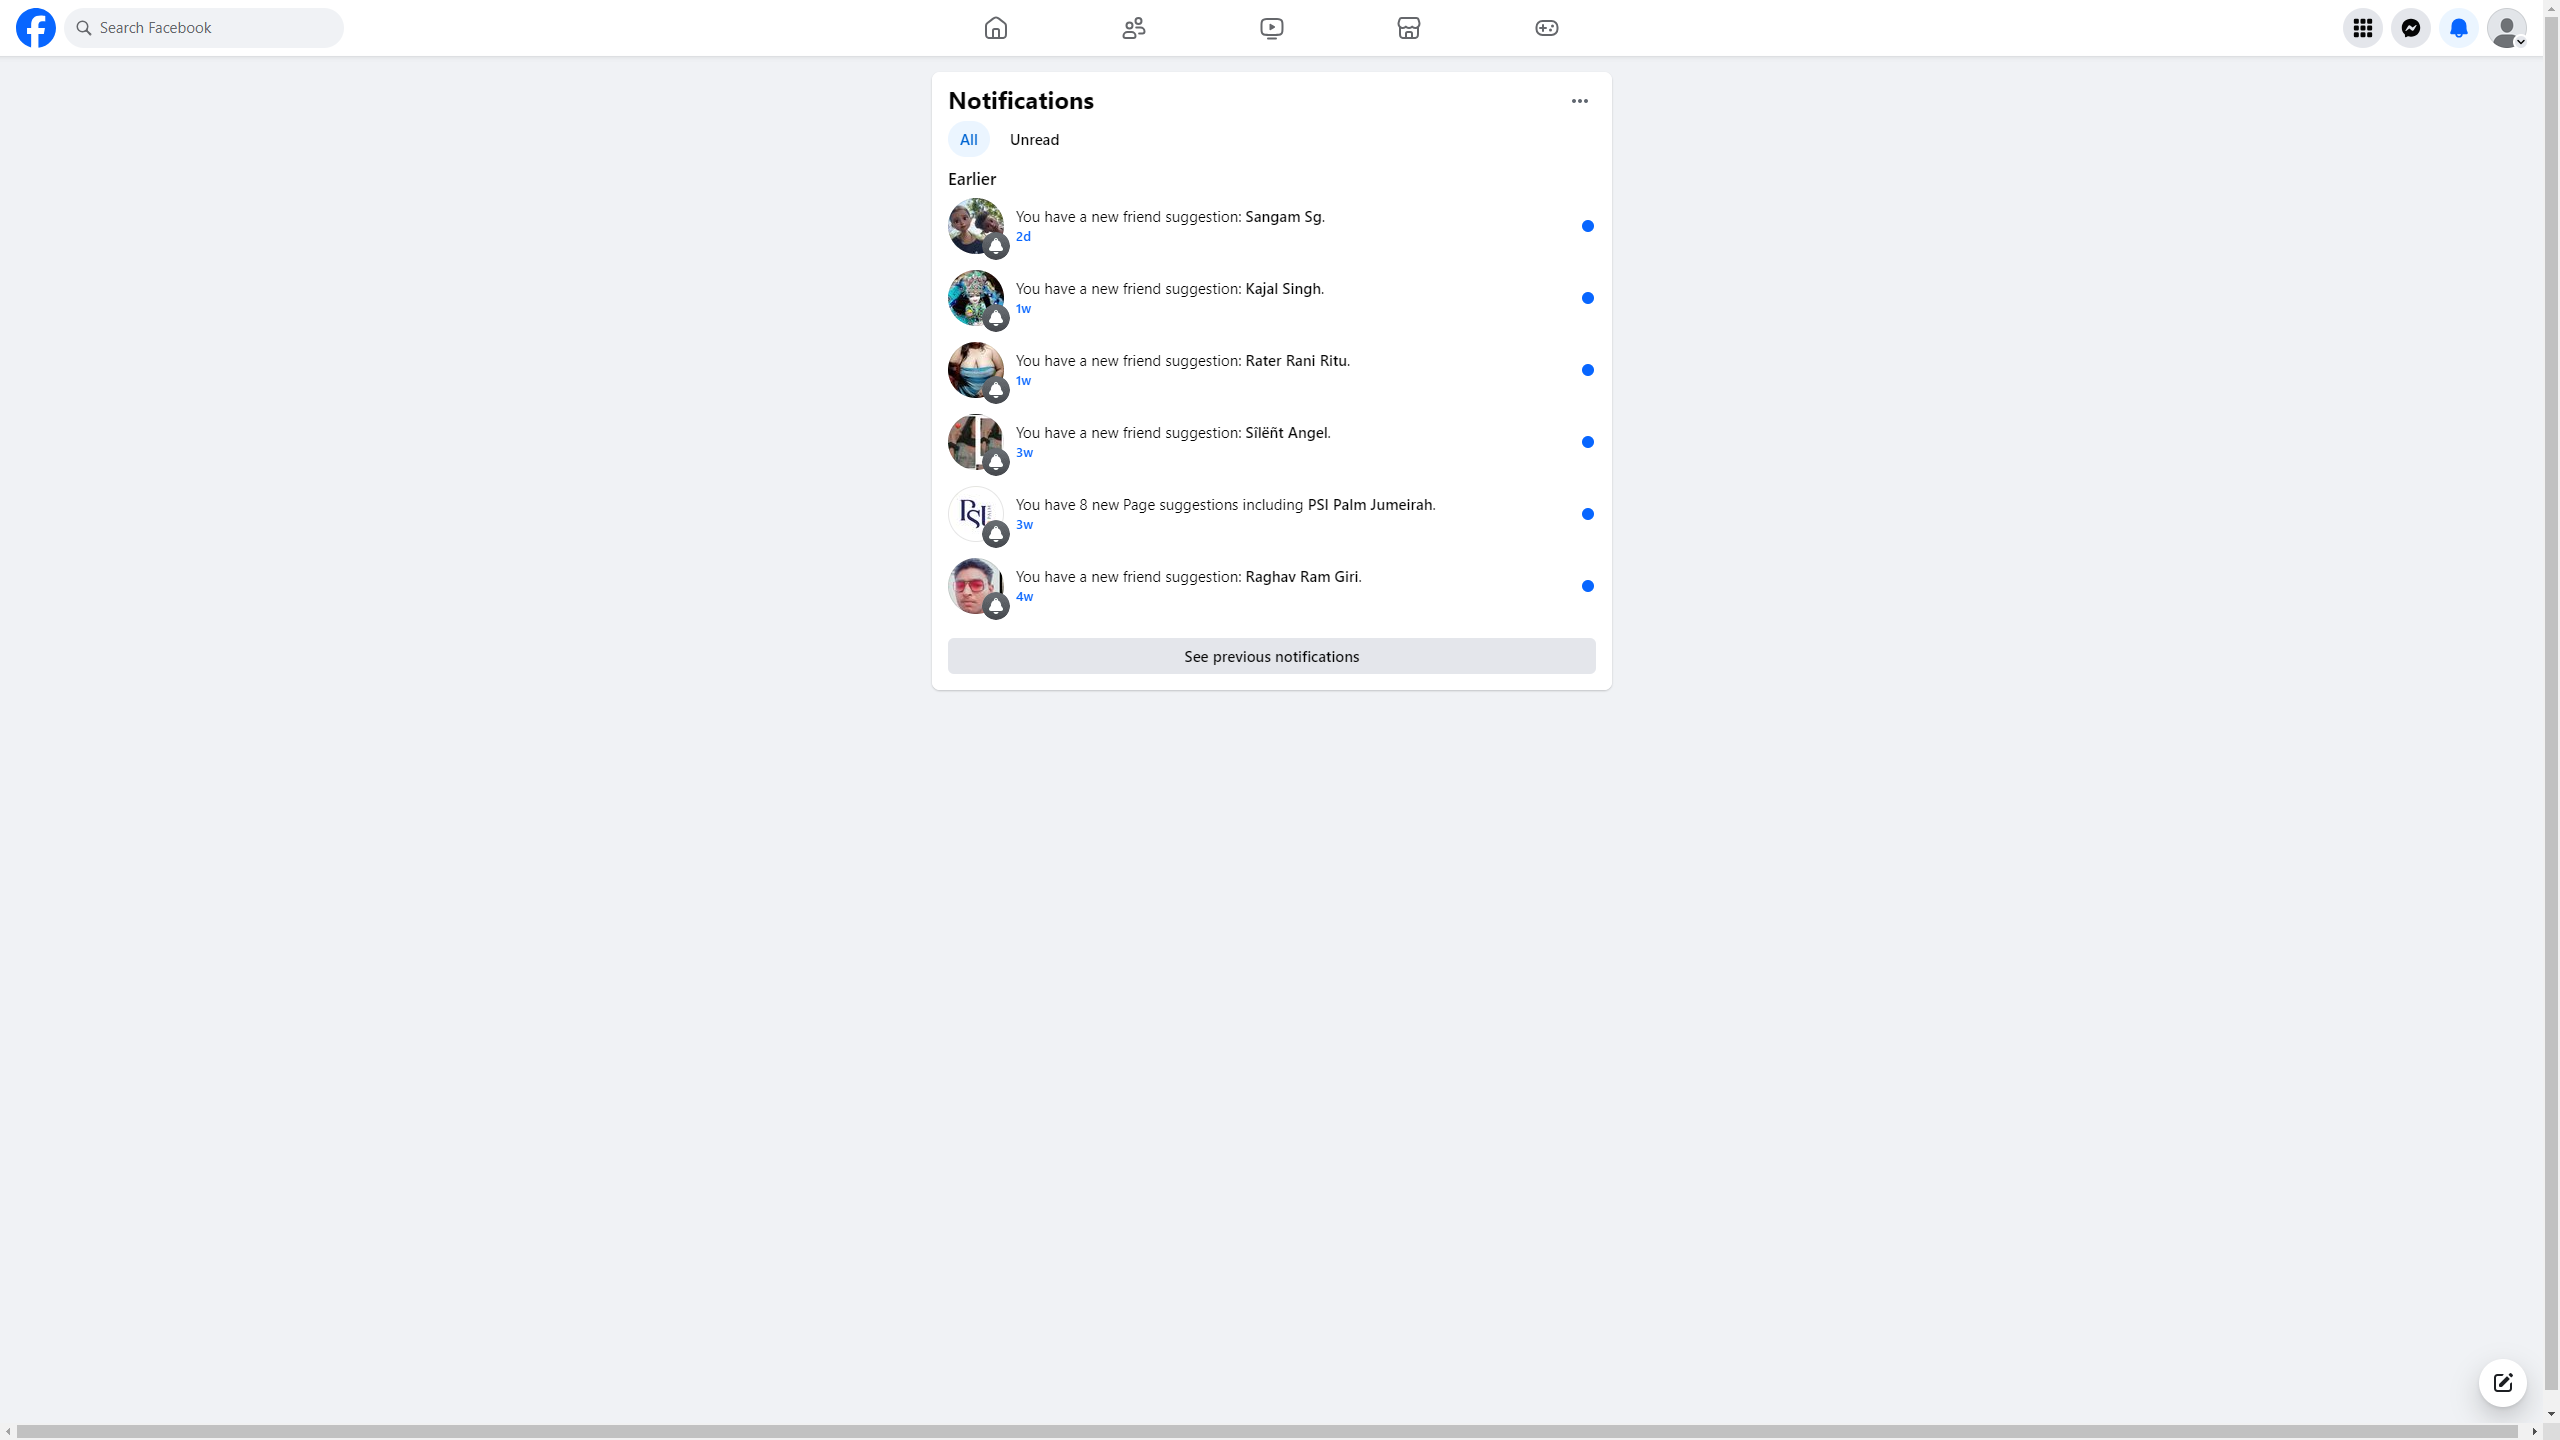 Search Facebook
Notifications
All
Unread
Earlier
You have a new friend suggestion: Sangam Sg.
2d
You have a new friend suggestion: Kajal Singh.
1w
You have a new friend suggestion: Rater Rani Ritu.
1w
You have a new friend suggestion: Sîlëñt Angel.
3w
PSI
You have 8 new Page suggestions including PSI Palm Jumeirah.
3w
You have a new friend suggestion: Raghav Ram Giri.
4w
See previous notifications